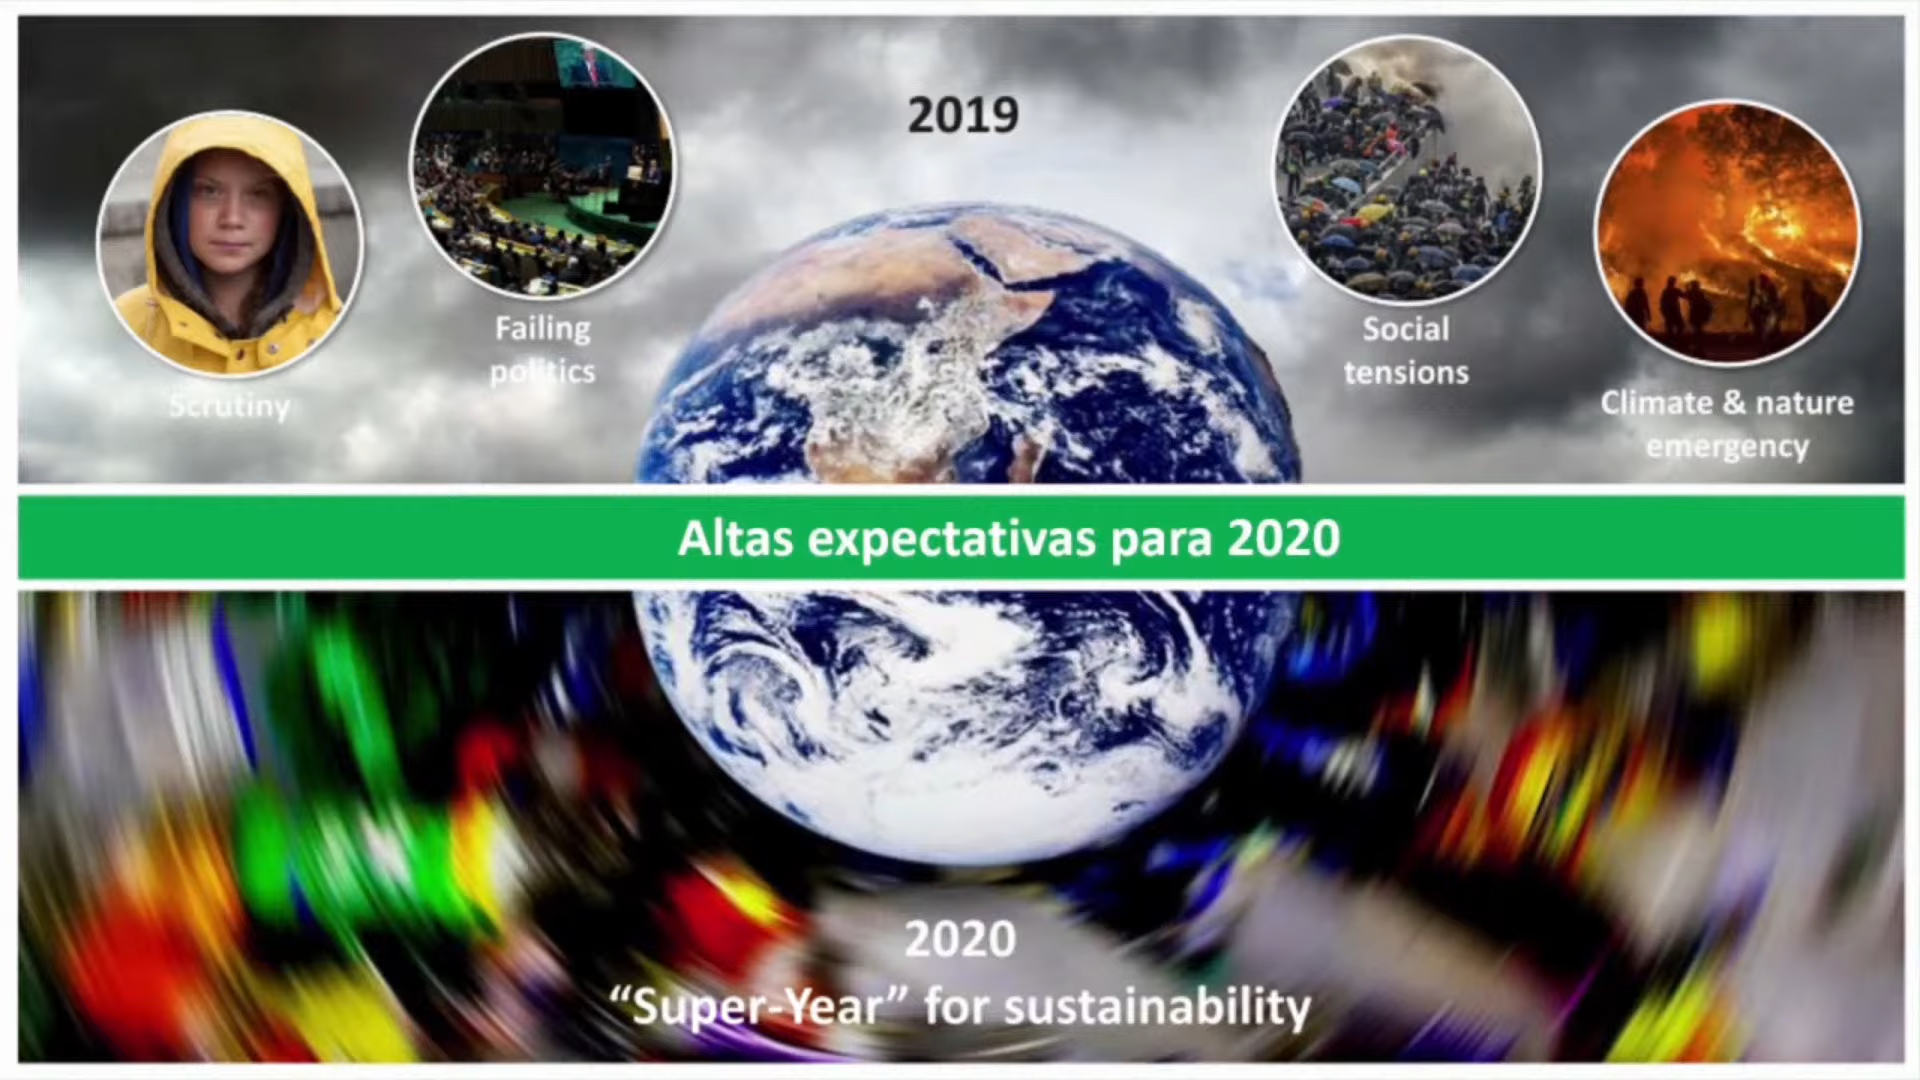 2019
Scrutiny
Failing
politics
Social
tensions
Climate & nature
emergency
Altas expectativas para 2020
2020
“Super-Year” for sustainability